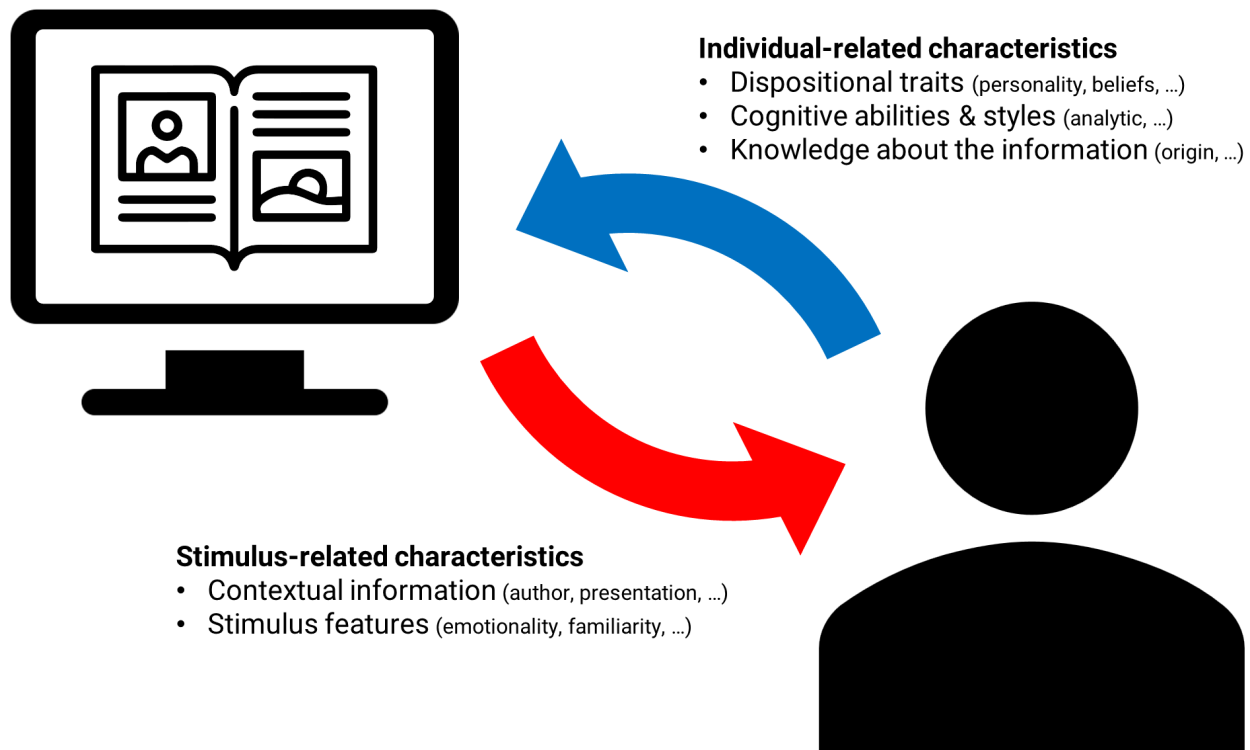 Individual-related characteristics
• Dispositional traits (personality, beliefs, …)
• Cognitive abilities & styles (analytic, …)
• Knowledge about the information (origin, …)
Stimulus-related characteristics
• Contextual information (author, presentation, …)
• Stimulus features (emotionality, familiarity, …)